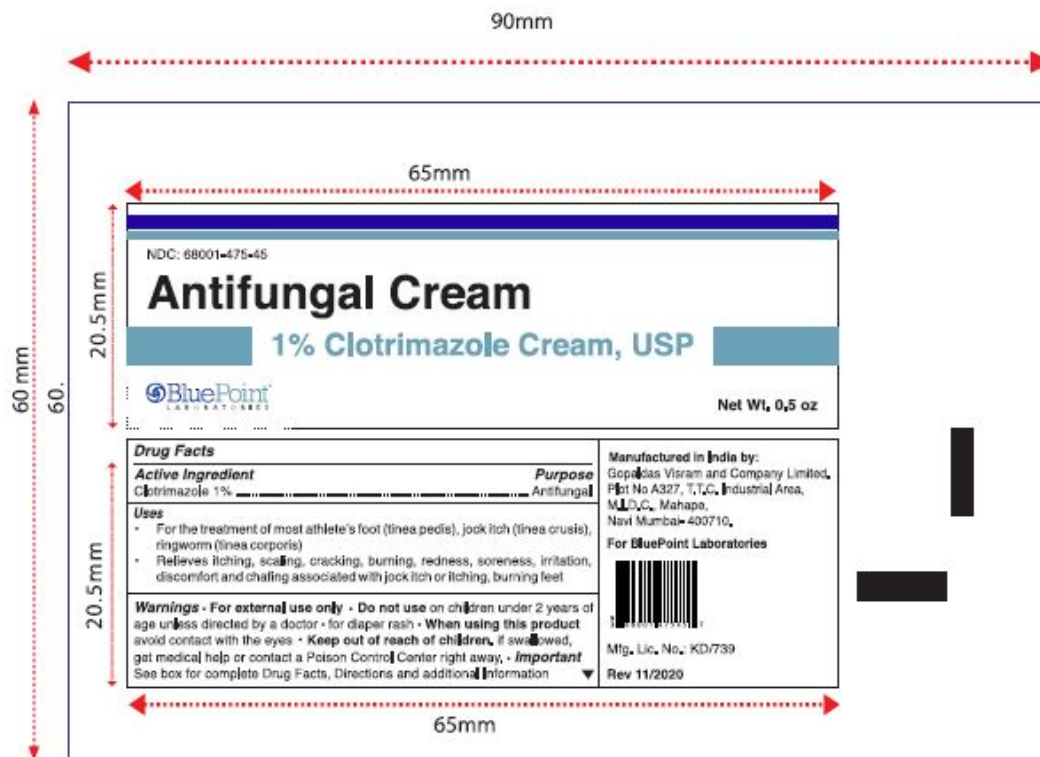 90mm
65mm
60 mm
60.
20.5mm
NDC: 68001-475-45
Antifungal Cream
1% Clotrimazole Cream, USP
BluePoint
LABORATORIES
Net Wt. 0.5 oz
20.5mm
Drug Facts
Active Ingredient Purpose
Clotrimazole 1% Antifungal
Uses
· For the treatment of most athlete's foot (tinea pedis), jock itch (tinea crusis),
ringworm (tinea corporis)
· Relieves itching, scaling, cracking, burning, redness, soreness, irritation,
discomfort and chafing associated with jock itch or itching, burning feet
Warnings · For external use only · Do not use on children under 2 years of
age unless directed by a doctor · for diaper rash · When using this product
avoid contact with the eyes · Keep out of reach of children. if swallowed,
get medical help or contact a Poison Control Center right away. · Important
See box for complete Drug Facts, Directions and additional Information
Manufactured in India by:
Gopaldas Visram and Company Limited.
Plot No A327, T.T.C. Industrial Area,
M.I.D.C., Mahape,
Navi Mumbai- 400710.
For BluePoint Laboratories
Mfg. Lic. No.: KD/739
Rev 11/2020
65mm